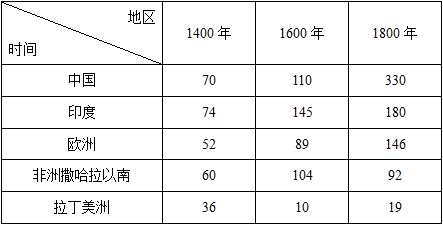 地区
时间 1400 年 1600 年 1800 年
中国 70 110 330
印度 74 145 180
欧洲 52 89 146
非洲撒哈拉以南 60 104 92
拉丁美洲 36 10 19